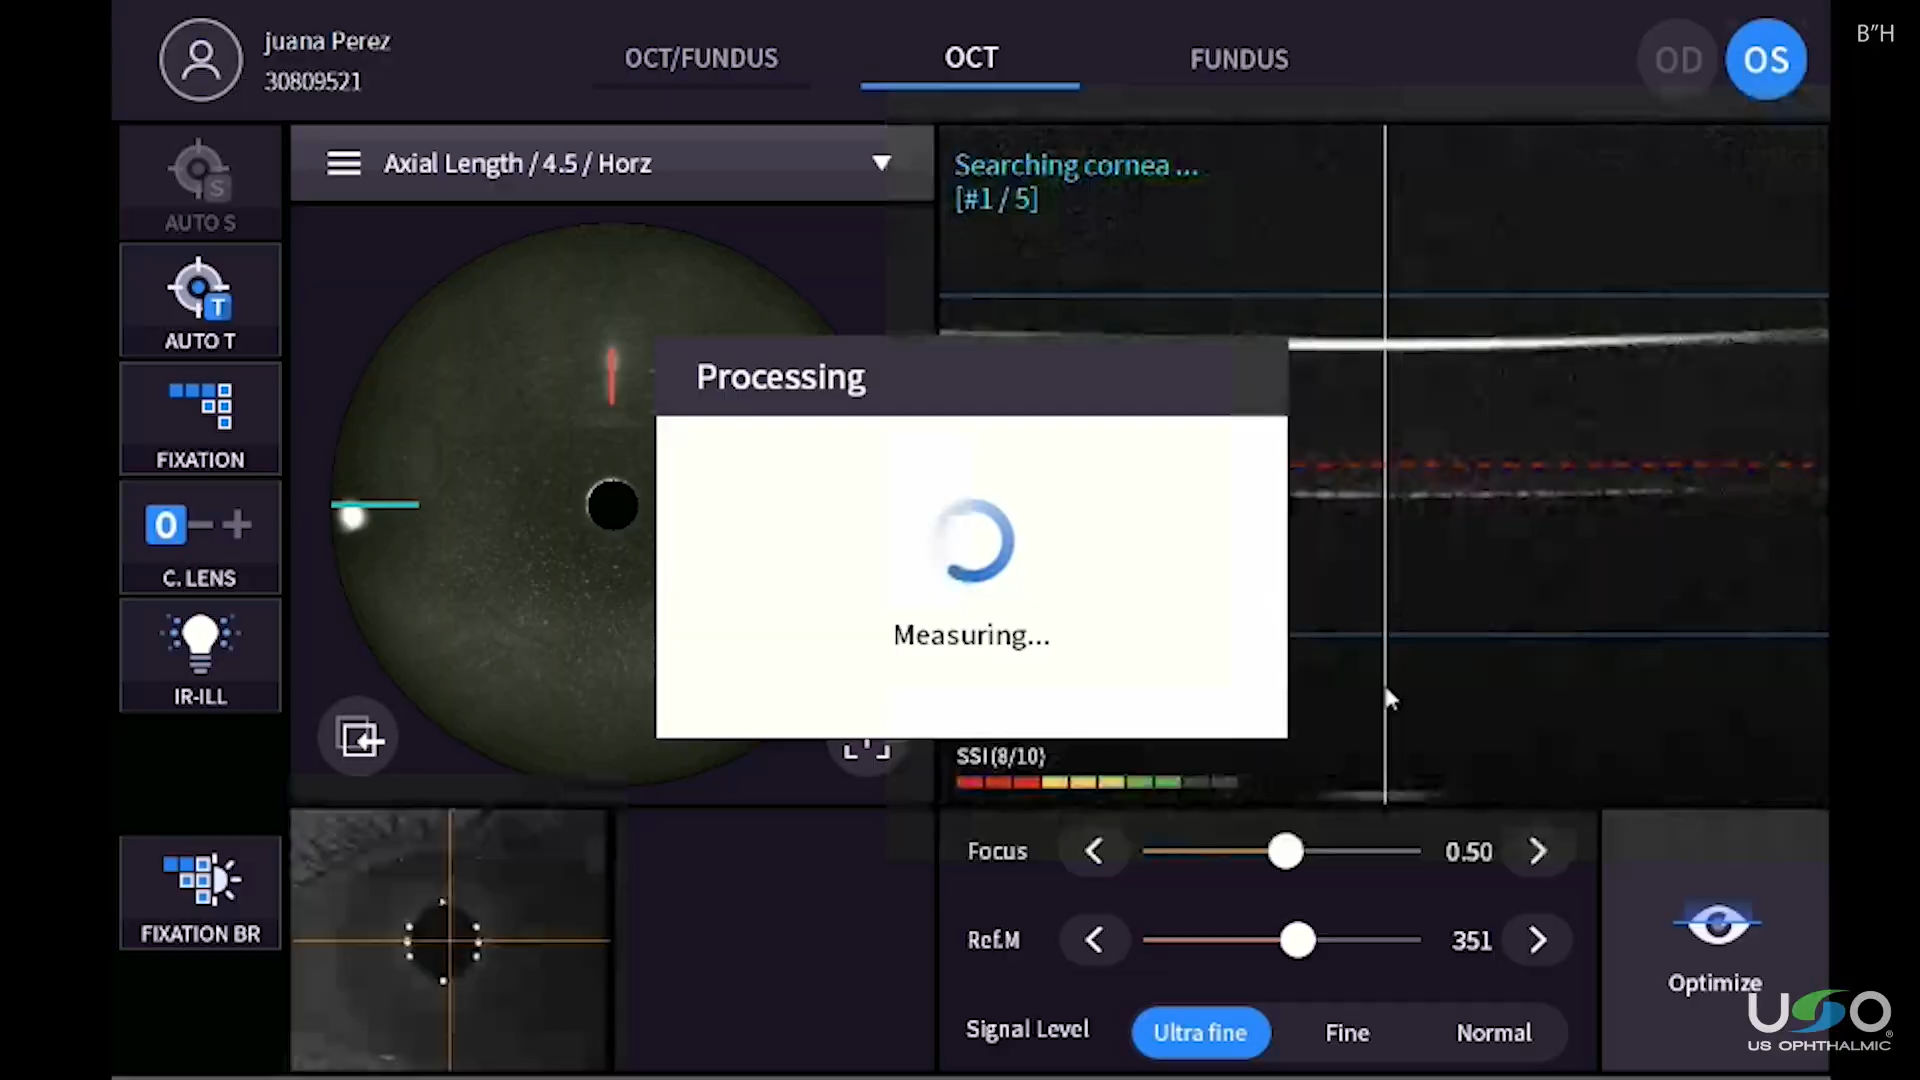 juana Perez
30809521
OCT/FUNDUS
OCT
FUNDUS
OD
OS
B"H
AUTO S
S
AUTO T
T
FIXATION
0
C. LENS
IR-ILL
FIXATION BR
Axial Length / 4.5 / Horz
Searching cornea ...
[#1 / 5]
Processing
Measuring...
SSI (8/10)
Focus
0.50
Ref.M
351
Signal Level
Ultra fine
Fine
Normal
Optimize
USO
®
US OPHTHALMIC